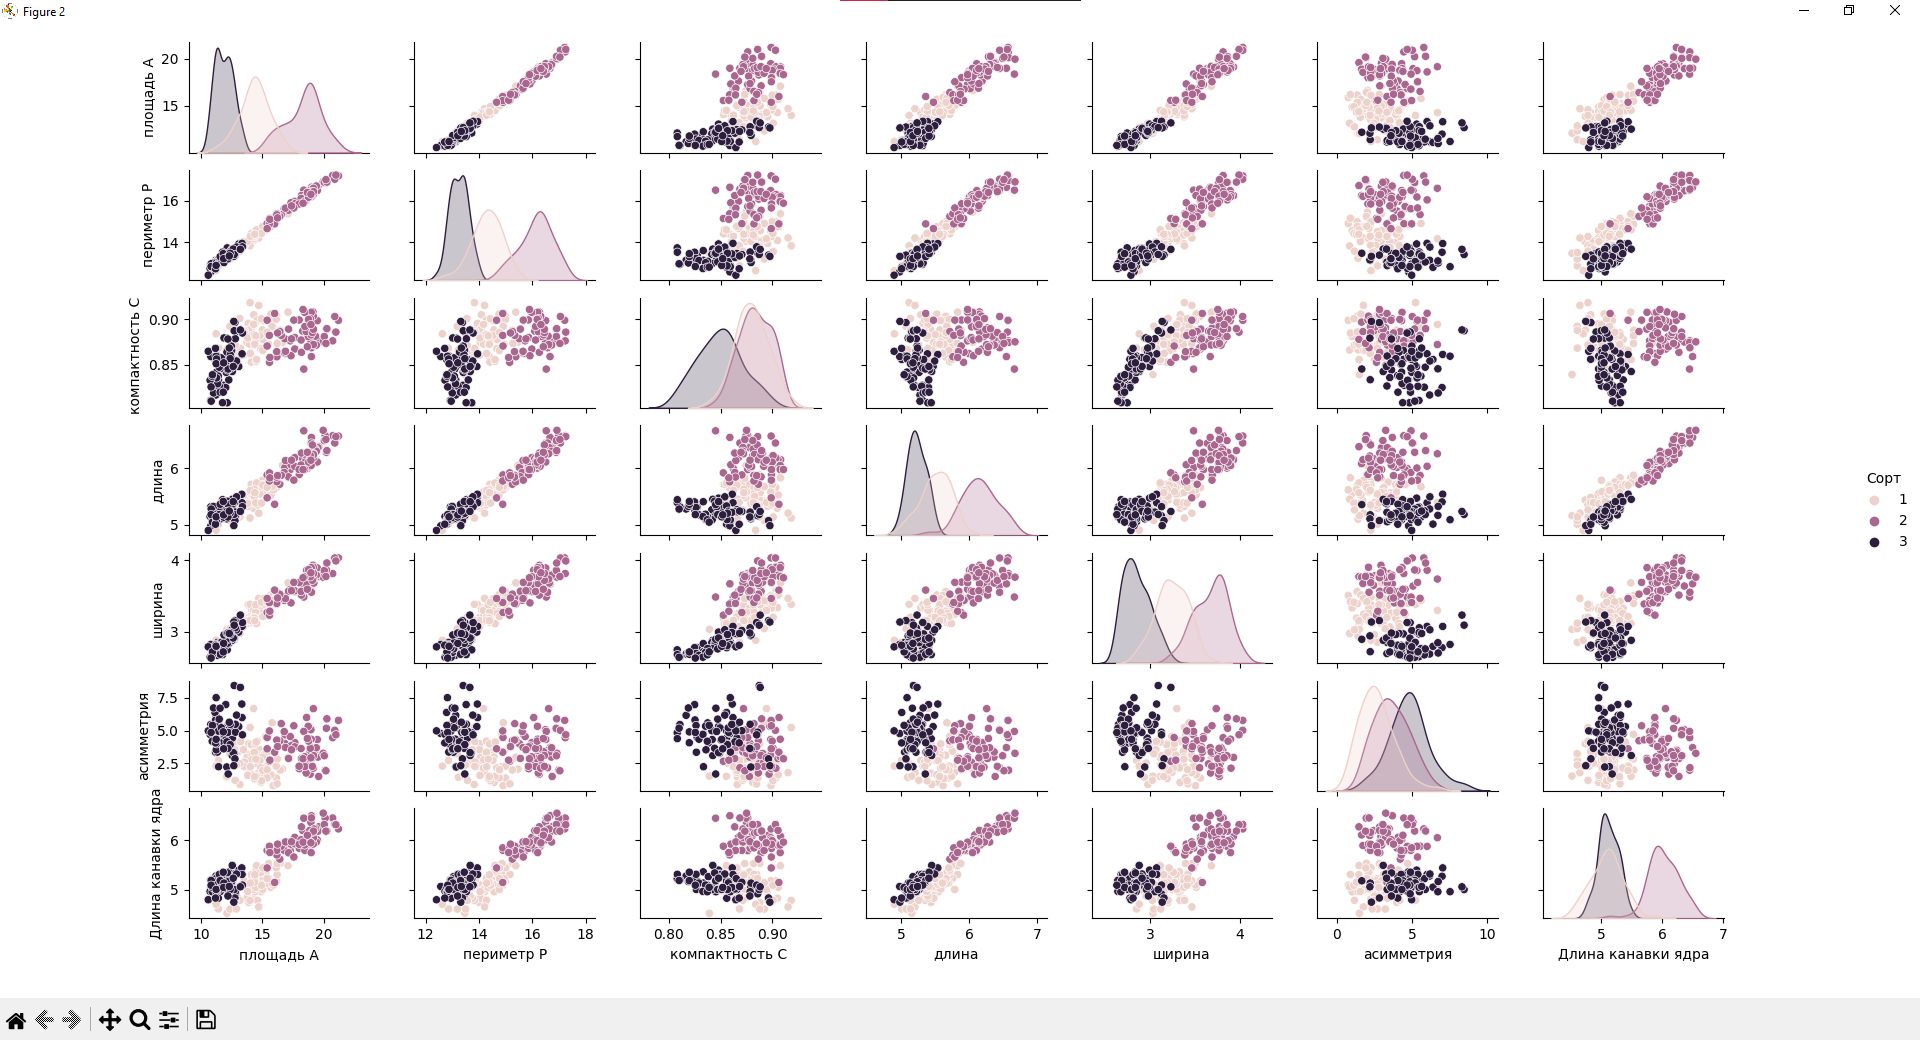 Figure 2
площадь A
20
15
периметр P
16
14
компактность C
0.90
0.85
длина
6
5
ширина
4
3
асимметрия
7.5
5.0
2.5
Длина канавки ядра
6
5
10 15 20
12 14 16 18
0.80 0.85 0.90
5 6 7
3 4
0 5 10
5 6 7
площадь A
периметр P
компактность C
длина
ширина
асимметрия
Длина канавки ядра
Сорт
1
2
3